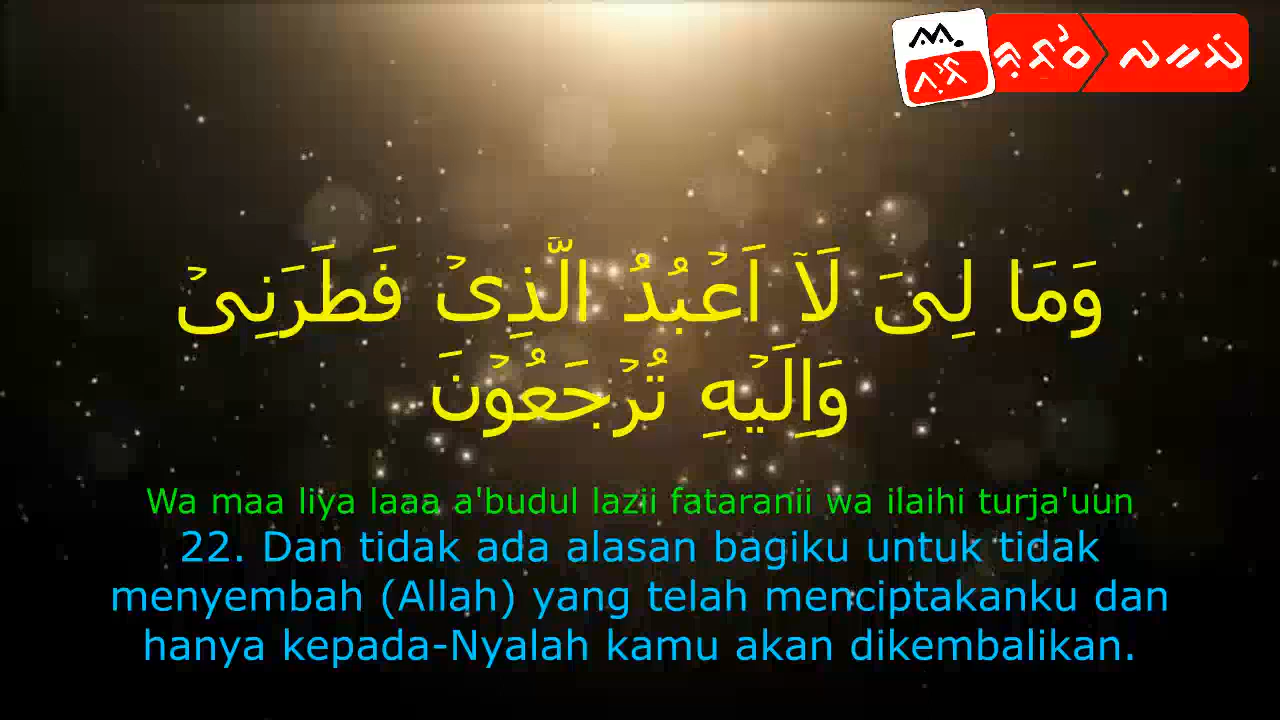 وَمَا لِىَ لَآ اَعۡبُدُ الَّذِىۡ فَطَرَنِىۡ
وَاِلَيۡهِ تُرۡجَعُوۡنَ
Wa maa liya laaa a'budul lazii fataranii wa ilaihi turja'uun
22. Dan tidak ada alasan bagiku untuk tidak
menyembah (Allah) yang telah menciptakanku dan
hanya kepada-Nyalah kamu akan dikembalikan.